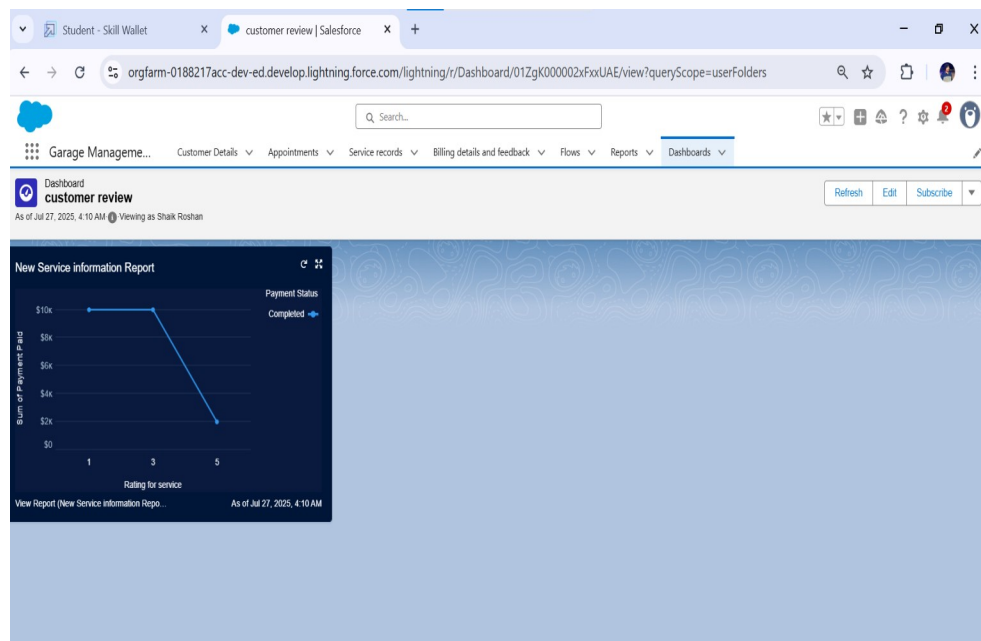 Student - Skill Wallet
customer review | Salesforce
orgfarm-0188217acc-dev-ed.develop.lightning.force.com/lightning/r/Dashboard/01ZgK000002xFxxUAE/view?queryScope=userFolders
Search...
2
Garage Manageme... Customer Details Appointments Service records Billing details and feedback Flows Reports Dashboards
Dashboard
customer review
As of Jul 27, 2025, 4:10 AM Viewing as Shaik Roshan
Refresh Edit Subscribe
New Service information Report
Payment Status
Completed
Sum of Payment Paid
$10K
$8K
$6K
$4K
$2K
$0
1 3 5
Rating for service
View Report (New Service information Repo... As of Jul 27, 2025, 4:10 AM